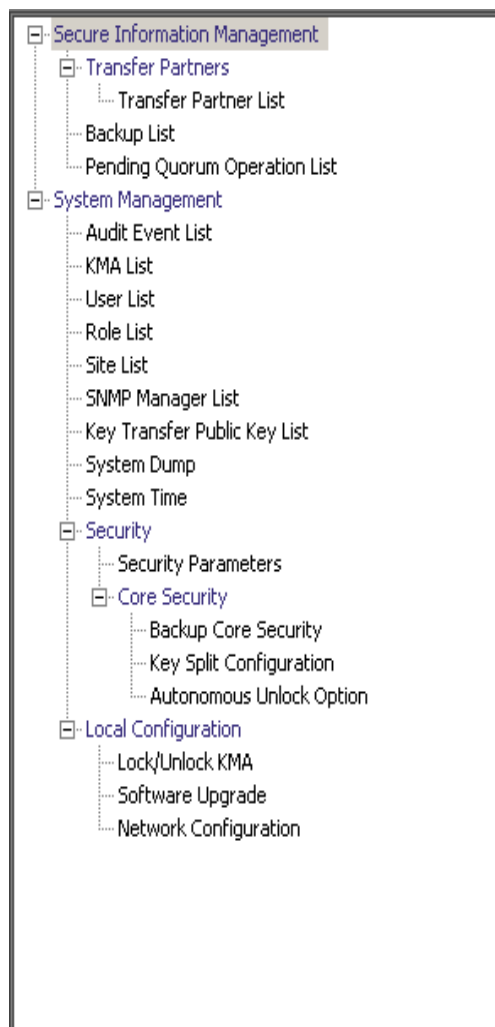 Secure Information Management
Transfer Partners
Transfer Partner List
Backup List
Pending Quorum Operation List
System Management
Audit Event List
KMA List
User List
Role List
Site List
SNMP Manager List
Key Transfer Public Key List
System Dump
System Time
Security
Security Parameters
Core Security
Backup Core Security
Key Split Configuration
Autonomous Unlock Option
Local Configuration
Lock/Unlock KMA
Software Upgrade
Network Configuration